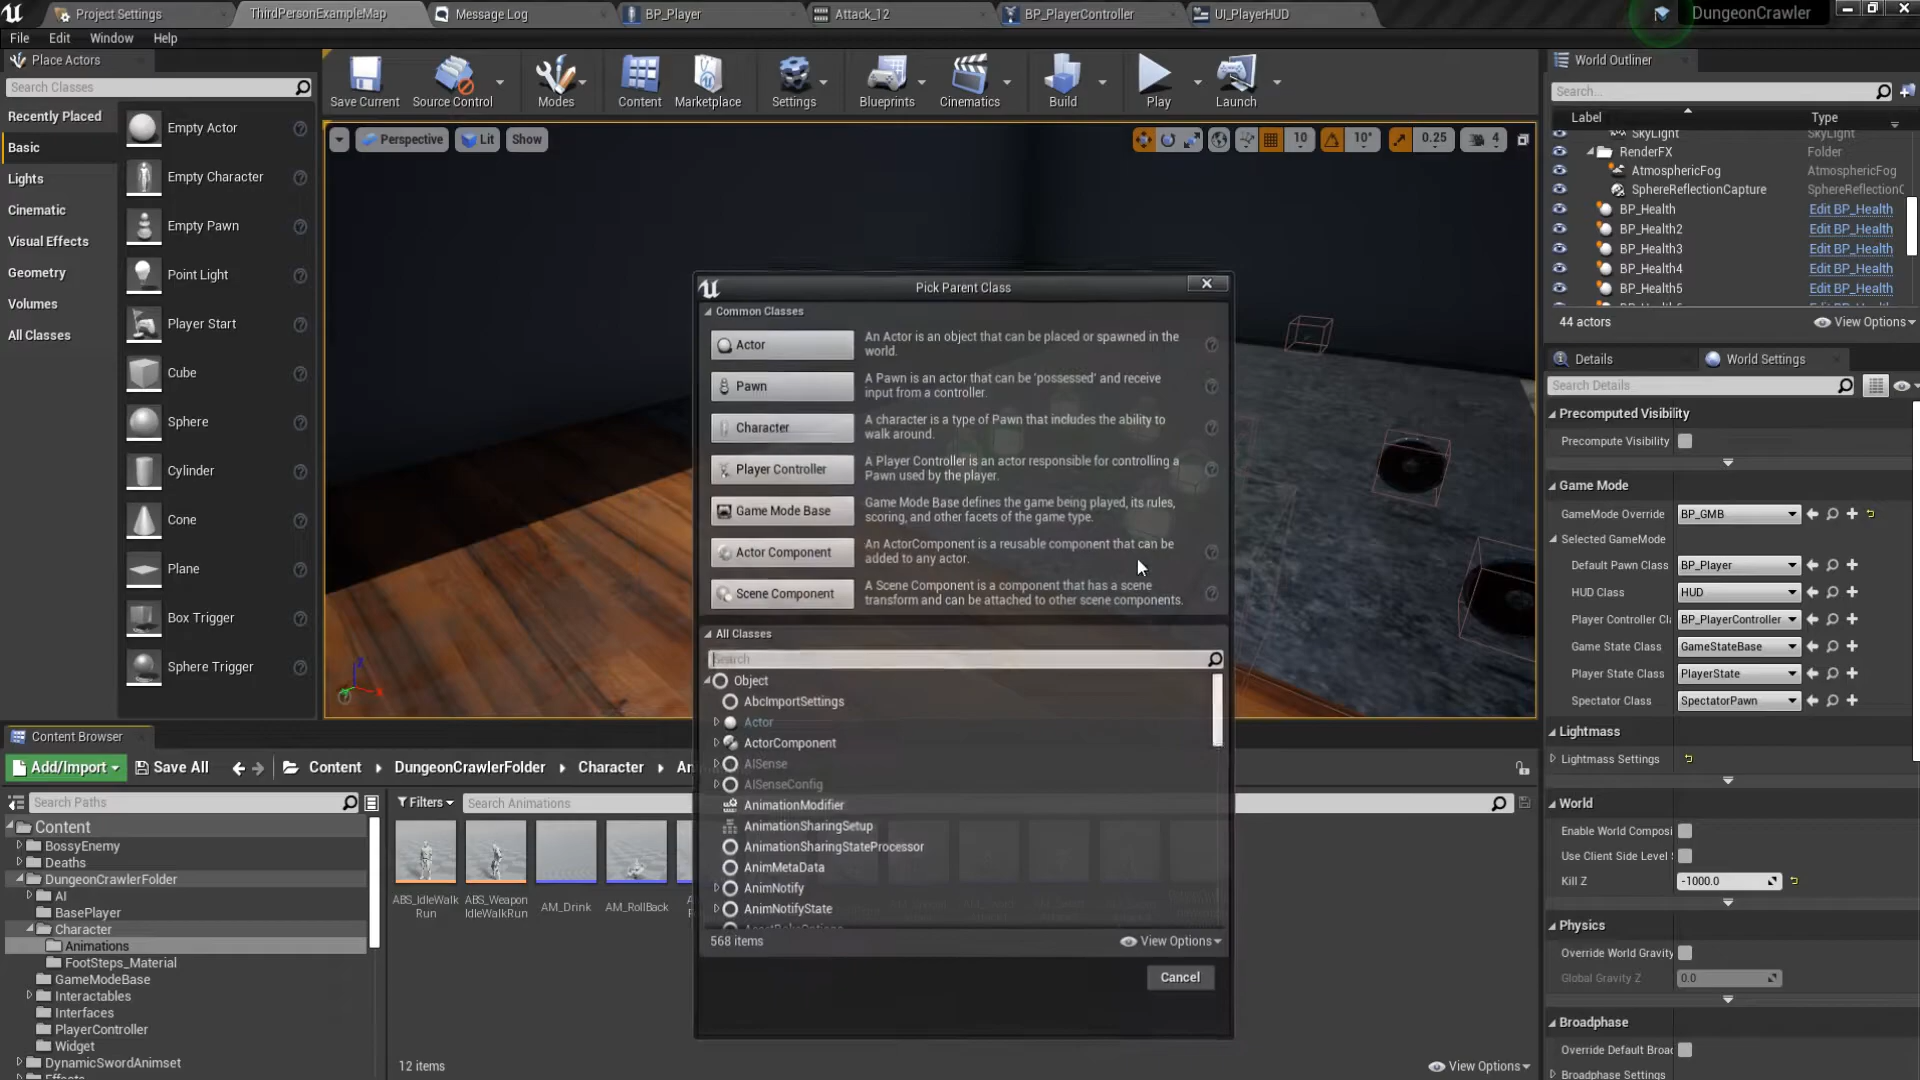 Project Settings
ThirdPersonExampleMap
Message Log
BP_Player
Attack_12
BP_PlayerController
UI_PlayerHUD
DungeonCrawler
File
Edit
Window
Help
Place Actors
Search Classes
Recently Placed
Basic
Lights
Cinematic
Visual Effects
Geometry
Volumes
All Classes
Empty Actor
Empty Character
Empty Pawn
Point Light
Player Start
Cube
Sphere
Cylinder
Cone
Plane
Box Trigger
Sphere Trigger
Save Current
Source Control
Modes
Content
Marketplace
Settings
Blueprints
Cinematics
Build
Play
Launch
Perspective
Lit
Show
10
10°
0.25
4
Pick Parent Class
Common Classes
Actor
An Actor is an object that can be placed or spawned in the
world.
Pawn
A Pawn is an actor that can be 'possessed' and receive
input from a controller.
Character
A character is a type of Pawn that includes the ability to
walk around.
Player Controller
A Player Controller is an actor responsible for controlling a
Pawn used by the player.
Game Mode Base
Game Mode Base defines the game being played, its rules,
scoring, and other facets of the game type.
Actor Component
An ActorComponent is a reusable component that can be
added to any actor.
Scene Component
A Scene Component is a component that has a scene
transform and can be attached to other scene components.
All Classes
Search
Object
AbcImportSettings
Actor
ActorComponent
AISense
AISenseConfig
AnimationModifier
AnimationSharingSetup
AnimationSharingStateProcessor
AnimMetaData
AnimNotify
AnimNotifyState
568 items
View Options
Cancel
World Outliner
Search...
Label
Type
SkyLight
SkyLight
RenderFX
Folder
AtmosphericFog
AtmosphericFog
SphereReflectionCapture
SphereReflectionC
BP_Health
Edit BP_Health
BP_Health2
Edit BP_Health
BP_Health3
Edit BP_Health
BP_Health4
Edit BP_Health
BP_Health5
Edit BP_Health
44 actors
View Options
Details
World Settings
Search Details
Precomputed Visibility
Precompute Visibility
Game Mode
GameMode Override
BP_GMB
Selected GameMode
Default Pawn Class
BP_Player
HUD Class
HUD
Player Controller Cl
BP_PlayerController
Game State Class
GameStateBase
Player State Class
PlayerState
Spectator Class
SpectatorPawn
Lightmass
Lightmass Settings
World
Enable World Composi
Use Client Side Level
Kill Z
-1000.0
Physics
Override World Gravity
Global Gravity Z
0.0
Broadphase
Override Default Broad
Broadphase Settings
Content Browser
Add/Import
Save All
Content
DungeonCrawlerFolder
Character
An
Search Paths
Filters
Search Animations
Content
BossyEnemy
Deaths
DungeonCrawlerFolder
AI
BasePlayer
Character
Animations
FootSteps_Material
GameModeBase
Interactables
Interfaces
PlayerController
Widget
DynamicSwordAnimset
ABS_IdleWalk
Run
ABS_Weapon
IdleWalkRun
AM_Drink
AM_RollBack
12 items
View Options